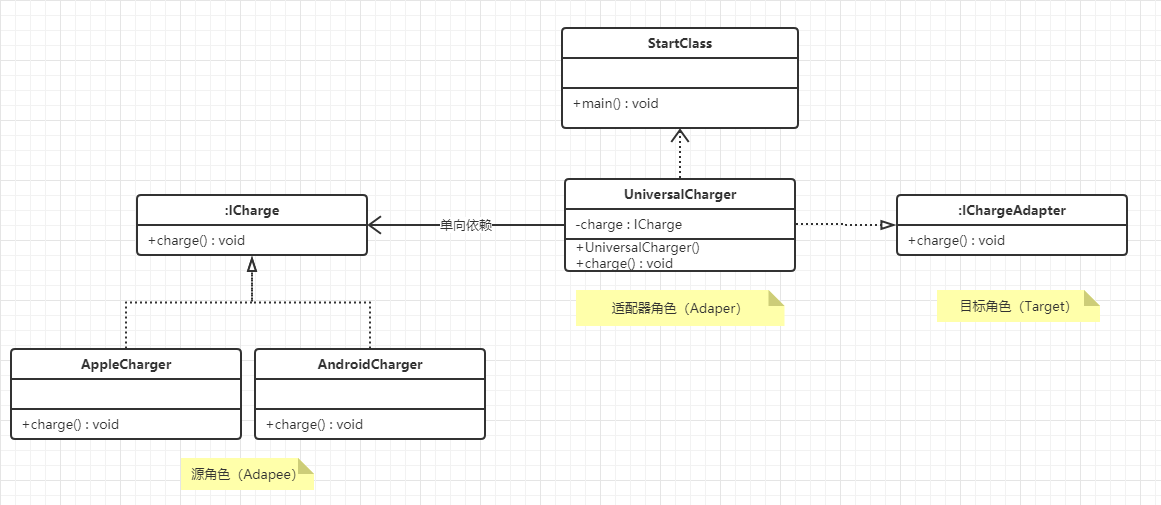 StartClass
+main() : void
:ICharge
+charge() : void
单向依赖
UniversalCharger
-charge : ICharge
+UniversalCharger()
+charge() : void
:IChargeAdapter
+charge() : void
适配器角色（Adaper）
目标角色（Target）
AppleCharger
+charge() : void
AndroidCharger
+charge() : void
源角色（Adapee）